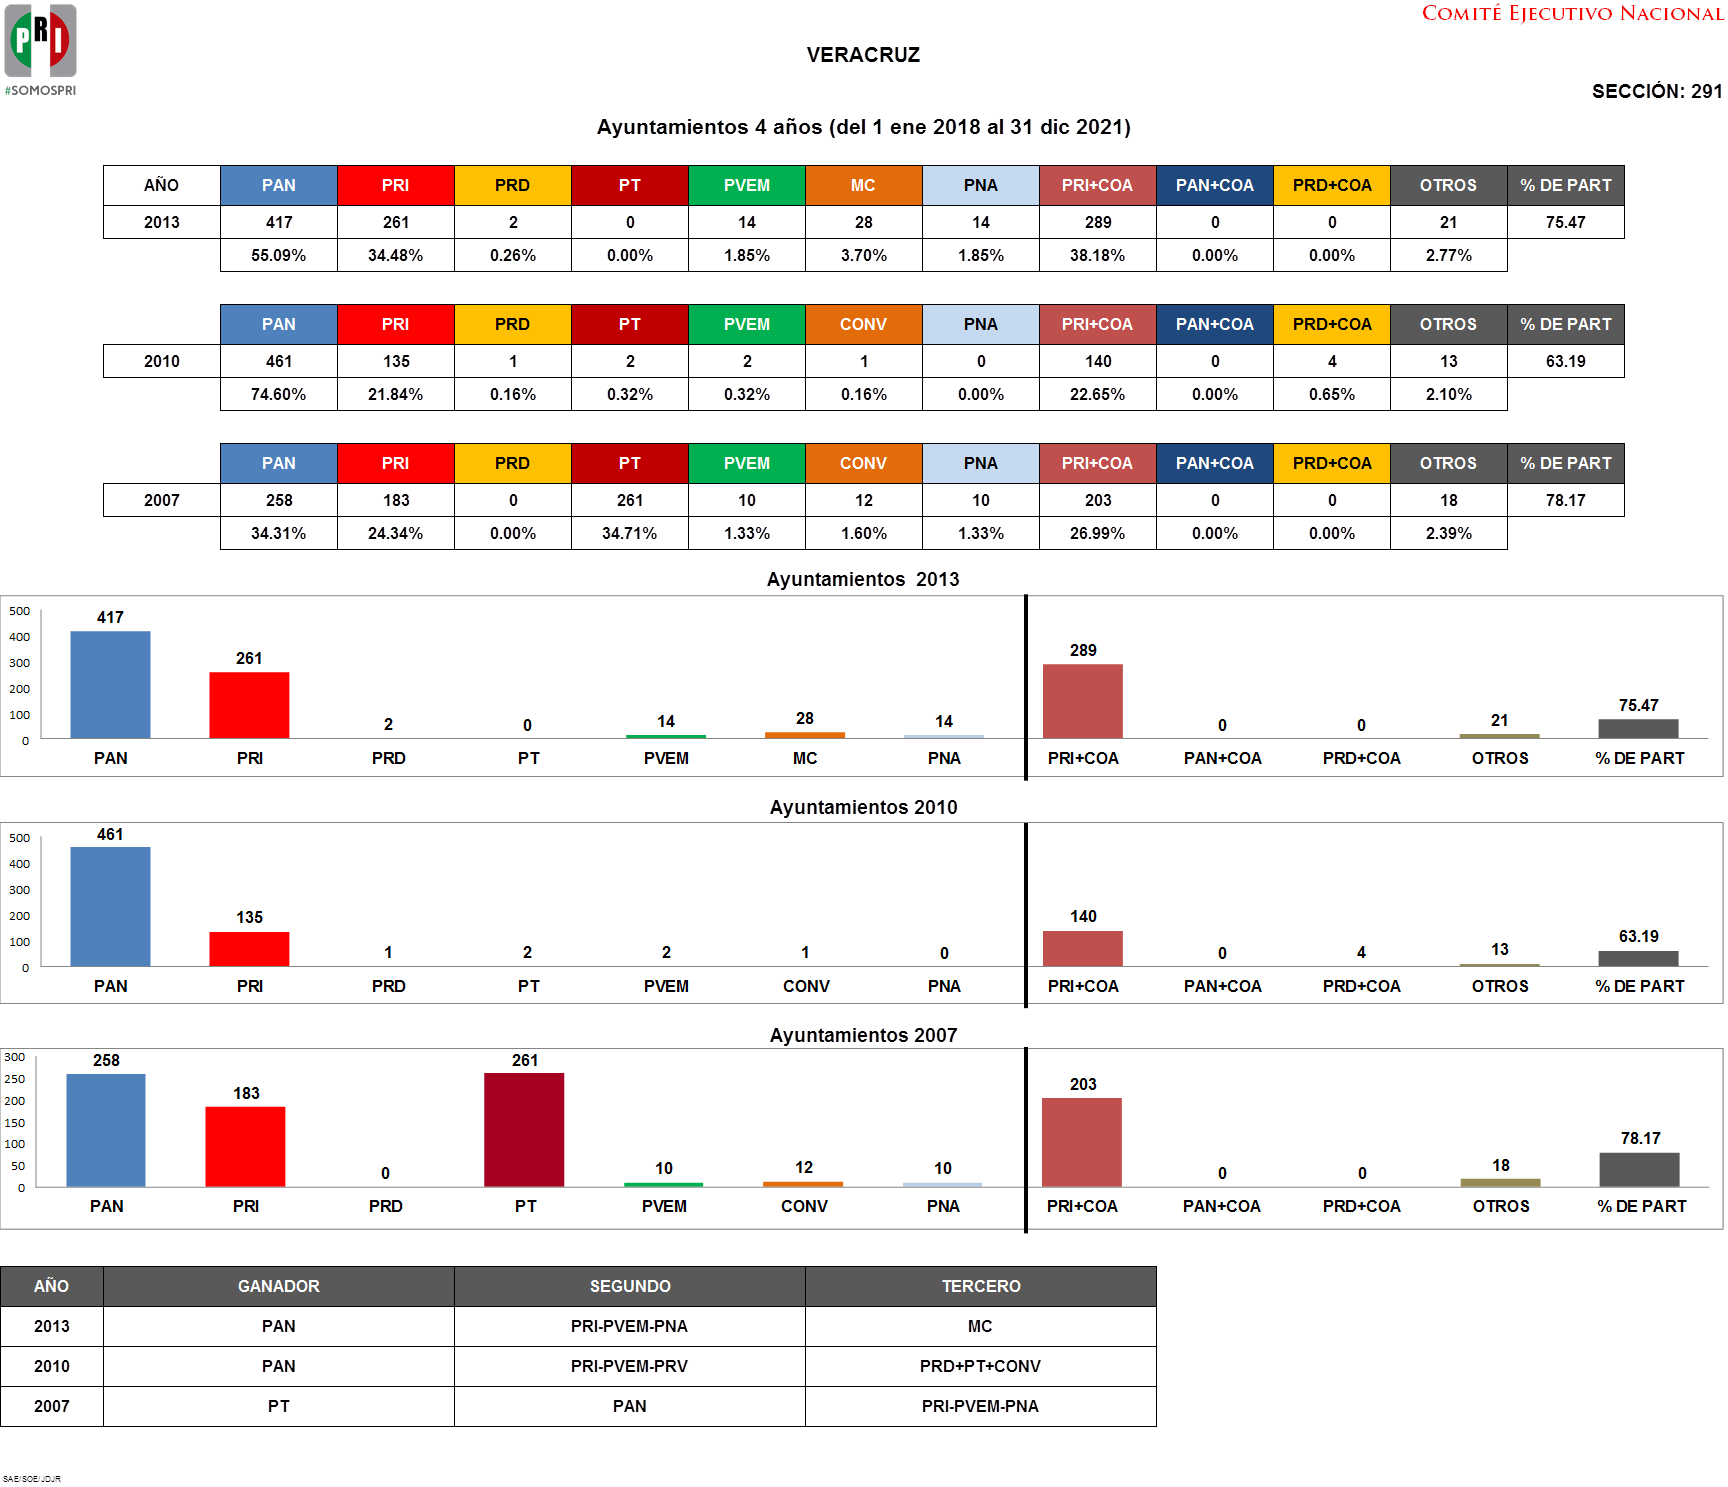 COMITÉ EJECUTIVO NACIONAL
PRI
#SOMOSPRI
VERACRUZ
SECCIÓN: 291
Ayuntamientos 4 años (del 1 ene 2018 al 31 dic 2021)
AÑO PAN PRI PRD PT PVEM MC PNA PRI+COA PAN+COA PRD+COA OTROS % DE PART
2013 417 261 2 0 14 28 14 289 0 0 21 75.47
55.09% 34.48% 0.26% 0.00% 1.85% 3.70% 1.85% 38.18% 0.00% 0.00% 2.77%
PAN PRI PRD PT PVEM CONV PNA PRI+COA PAN+COA PRD+COA OTROS % DE PART
2010 461 135 1 2 2 1 0 140 0 4 13 63.19
74.60% 21.84% 0.16% 0.32% 0.32% 0.16% 0.00% 22.65% 0.00% 0.65% 2.10%
PAN PRI PRD PT PVEM CONV PNA PRI+COA PAN+COA PRD+COA OTROS % DE PART
2007 258 183 0 261 10 12 10 203 0 0 18 78.17
34.31% 24.34% 0.00% 34.71% 1.33% 1.60% 1.33% 26.99% 0.00% 0.00% 2.39%
Ayuntamientos 2013
500
400
300
200
100
0
417 261 2 0 14 28 14 289 0 0 21 75.47
PAN PRI PRD PT PVEM MC PNA PRI+COA PAN+COA PRD+COA OTROS % DE PART
Ayuntamientos 2010
500
400
300
200
100
0
461 135 1 2 2 1 0 140 0 4 13 63.19
PAN PRI PRD PT PVEM CONV PNA PRI+COA PAN+COA PRD+COA OTROS % DE PART
Ayuntamientos 2007
300
250
200
150
100
50
0
258 183 0 261 10 12 10 203 0 0 18 78.17
PAN PRI PRD PT PVEM CONV PNA PRI+COA PAN+COA PRD+COA OTROS % DE PART
AÑO GANADOR SEGUNDO TERCERO
2013 PAN PRI-PVEM-PNA MC
2010 PAN PRI-PVEM-PRV PRD+PT+CONV
2007 PT PAN PRI-PVEM-PNA
SAE/SOE/JDJR